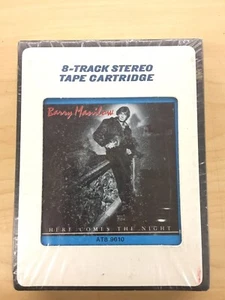 8-TRACK STEREO
TAPE CARTRIDGE
Barry Manilow
HERE COMES THE NIGHT
AT8 9610